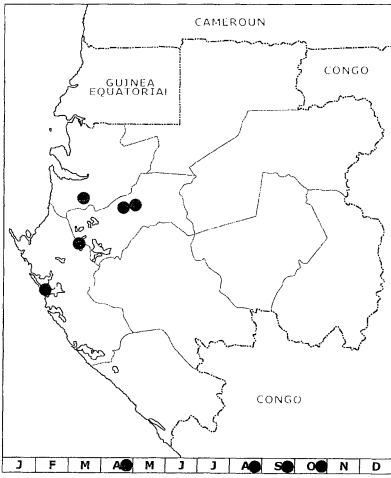 CAMEROUN
CONGO
GUINEA
EQUATORIAL
CONGO
J F M A M J J A S O N D